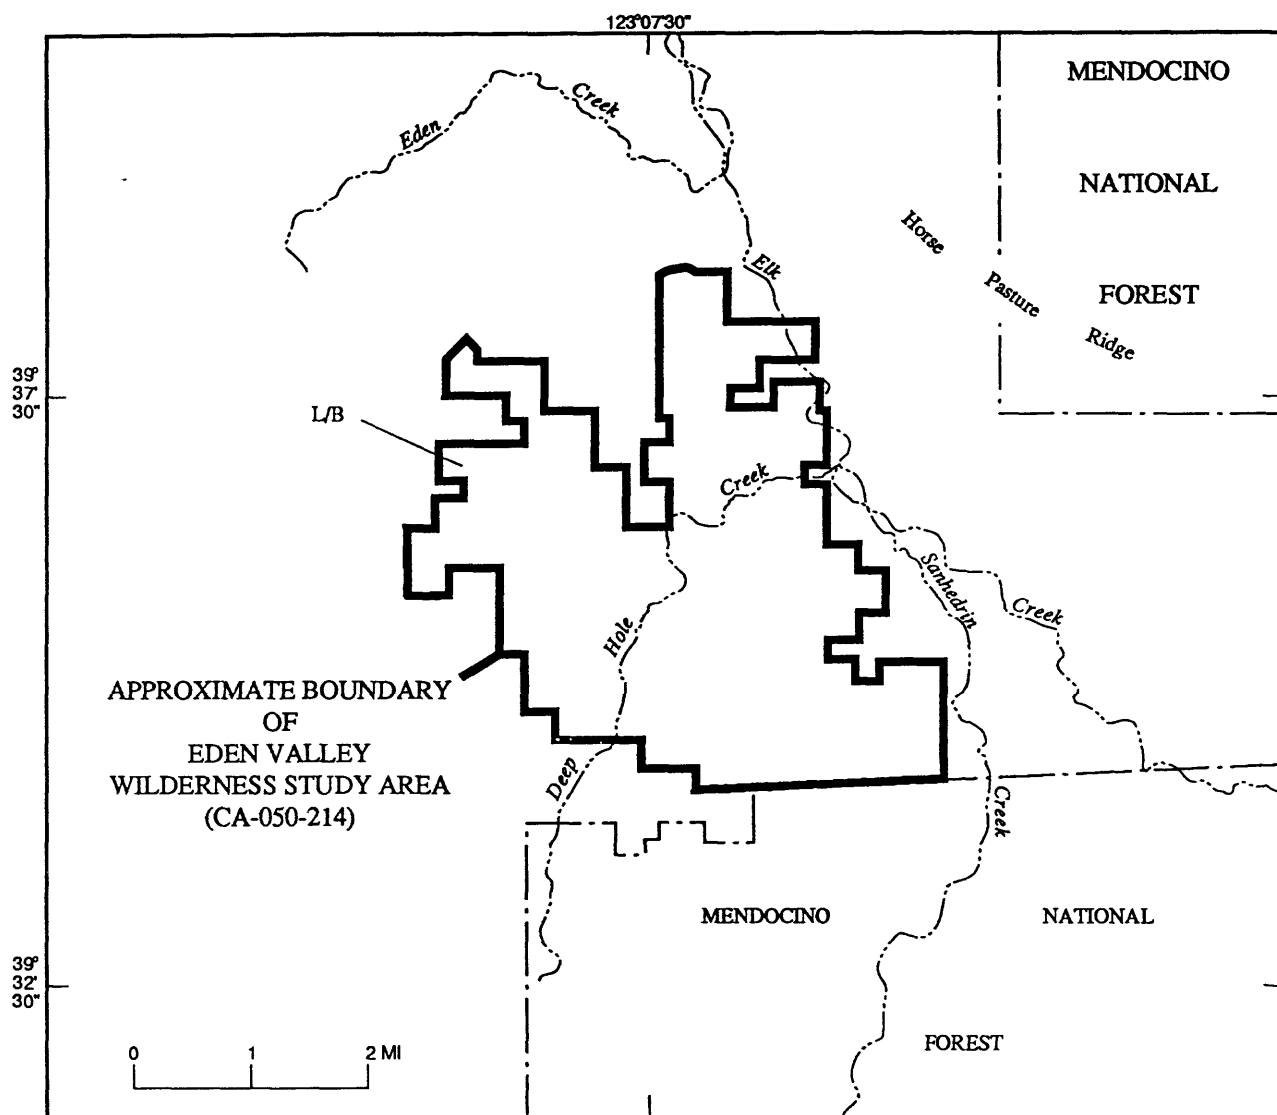 123°07'30"
MENDOCINO
NATIONAL
FOREST
Eden
Creek
Horse
Pasture
Ridge
Elk
39°
37'
30"
L/B
Creek
Sanhedrin
Creek
Hole
APPROXIMATE BOUNDARY
OF
EDEN VALLEY
WILDERNESS STUDY AREA
(CA-050-214)
Deep
Creek
MENDOCINO
NATIONAL
39°
32'
30"
FOREST
0 1 2 MI